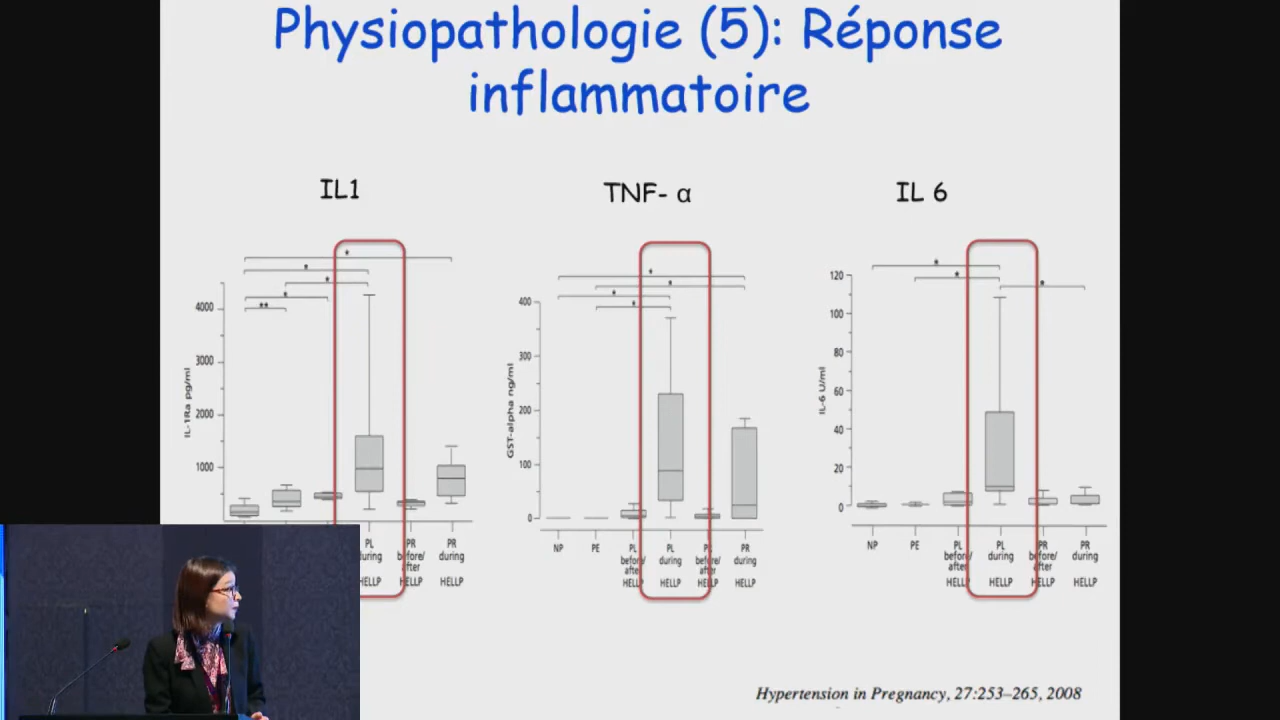 Physiopathologie (5): Réponse
inflammatoire
IL1
TNF- α
IL 6
IL-1Ra pg/ml
4000
3000
2000
1000
*
*
*
*
**
PL
during
HELLP
PR
before/
after
HELLP
PR
during
HELLP
GST-alpha ng/ml
400
300
200
100
0
*
*
*
*
NP
PE
PL
before/
after
HELLP
PL
during
HELLP
PR
before/
after
HELLP
PR
during
HELLP
IL-6 U/ml
120
100
80
60
40
20
0
*
*
*
NP
PE
PL
before/
after
HELLP
PL
during
HELLP
PR
before/
after
HELLP
PR
during
HELLP
Hypertension in Pregnancy, 27:253–265, 2008